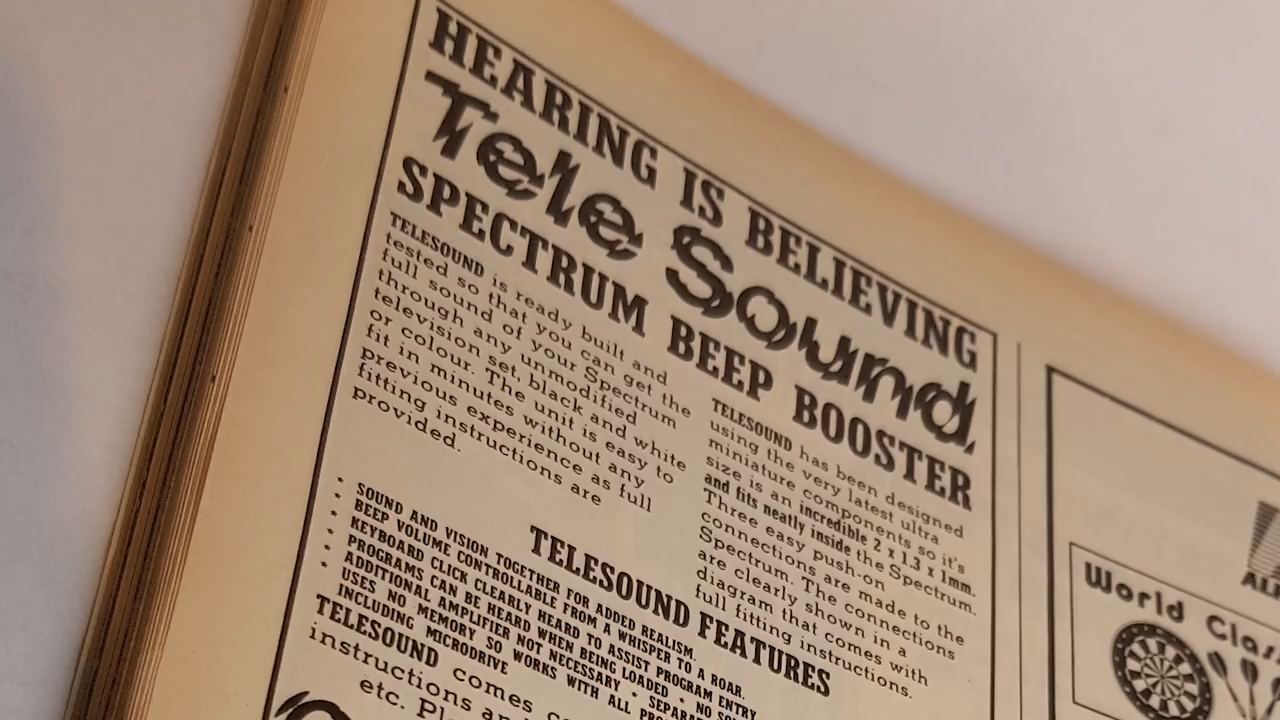 HEARING IS BELIEVING
Tele Sound
SPECTRUM BEEP BOOSTER
TELESOUND is ready built and
tested so that you can get the
full sound of your Spectrum
through any unmodified
television set, black and white
or colour. The unit is easy to
fit in minutes without any
previous experience as full
fitting instructions are
provided.
TELESOUND has been designed
using the very latest ultra
miniature components so it's
size is an incredible 2 x 1.3 x 1mm.
and fits neatly inside the Spectrum.
Three easy push-on
connections are made to the
Spectrum. The connections
are clearly shown in a
diagram that comes with
full fitting instructions.
TELESOUND FEATURES
* SOUND AND VISION TOGETHER FOR ADDED REALISM.
* BEEP VOLUME CONTROLLABLE FROM A WHISPER TO A ROAR.
* KEYBOARD CLICK CLEARLY HEARD TO ASSIST PROGRAM ENTRY
* PROGRAMS CAN BE HEARD WHEN BEING LOADED * NO
* ADDITIONAL AMPLIFIER NOT NECESSARY *
USES NO MEMORY SO WORKS WITH ALL
INCLUDING MICRODRIVE
TELESOUND comes
instructions
etc.
World